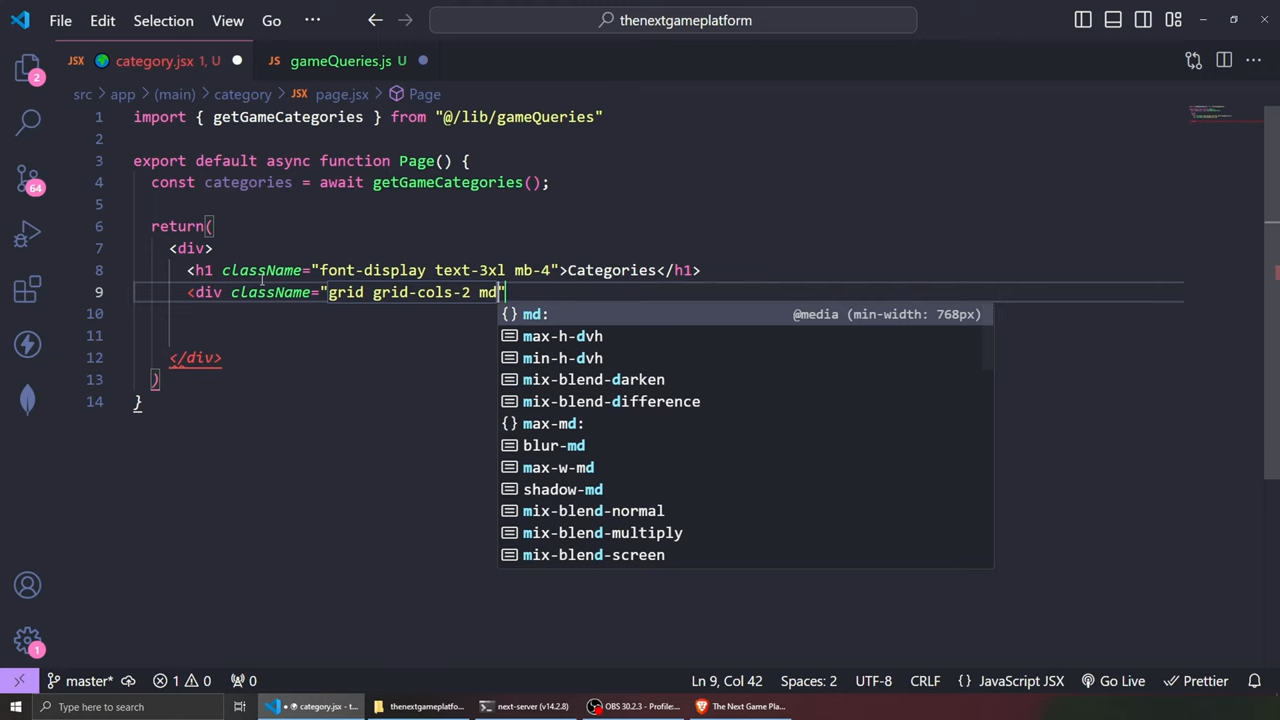 File Edit Selection View Go ··· thenextgameplatform
JSX category.jsx 1, U JS gameQueries.js U
src > app > (main) > category > JSX page.jsx > Page
1 import { getGameCategories } from "@/lib/gameQueries"
2
3 export default async function Page() {
4 const categories = await getGameCategories();
5
6 return(
7 <div>
8 <h1 className="font-display text-3xl mb-4">Categories</h1>
9 <div className="grid grid-cols-2 md"
10
11
12 </div>
13 )
14 }
{} md: @media (min-width: 768px)
max-h-dvh
min-h-dvh
mix-blend-darken
mix-blend-difference
{} max-md:
blur-md
max-w-md
shadow-md
mix-blend-normal
mix-blend-multiply
mix-blend-screen
2
64
1
master* 1 0 0 Ln 9, Col 42 Spaces: 2 UTF-8 CRLF {} JavaScript JSX Go Live Prettier
Type here to search • category.jsx - t... thenextgameplatfo... next-server (v14.2.8) OBS 30.2.3 - Profile:... The Next Game Pla...